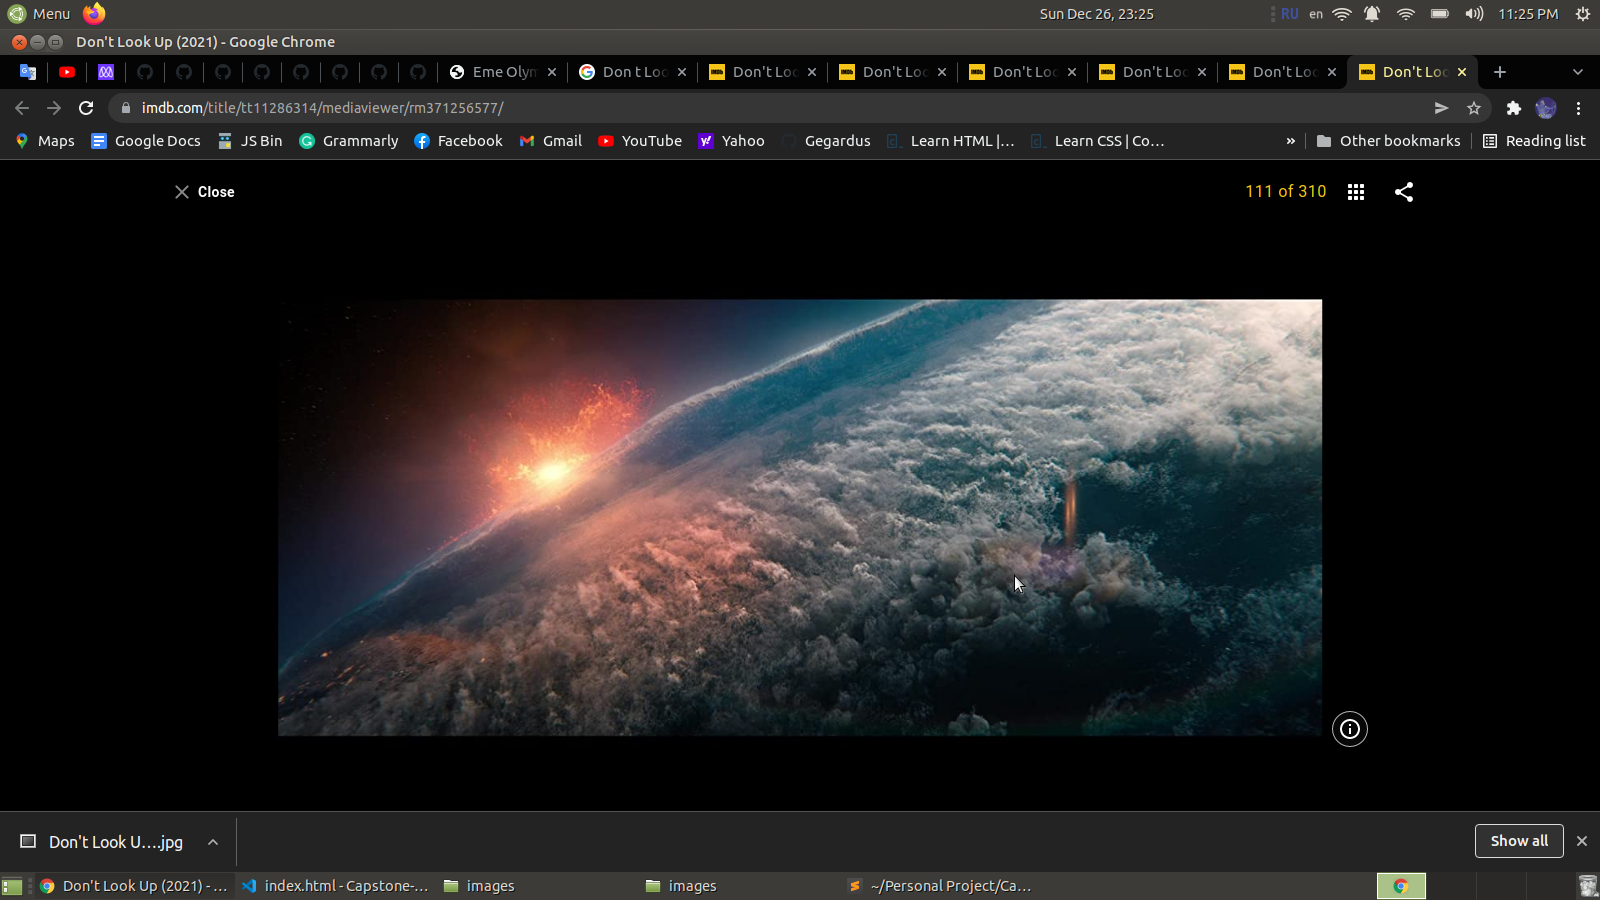 Menu
Sun Dec 26, 23:25
RU en 11:25 PM
Don't Look Up (2021) - Google Chrome
Eme Olym
Don t Loo
Don't Loc
Don't Loc
Don't Loc
Don't Loc
Don't Loc
Don't Loc
imdb.com/title/tt11286314/mediaviewer/rm371256577/
Maps Google Docs JS Bin Grammarly Facebook Gmail YouTube Yahoo Gegardus Learn HTML |... Learn CSS | Co... » Other bookmarks Reading list
Close
111 of 310
Don't Look U....jpg
Show all
Don't Look Up (2021) - ... index.html - Capstone-... images images ~/Personal Project/Ca...